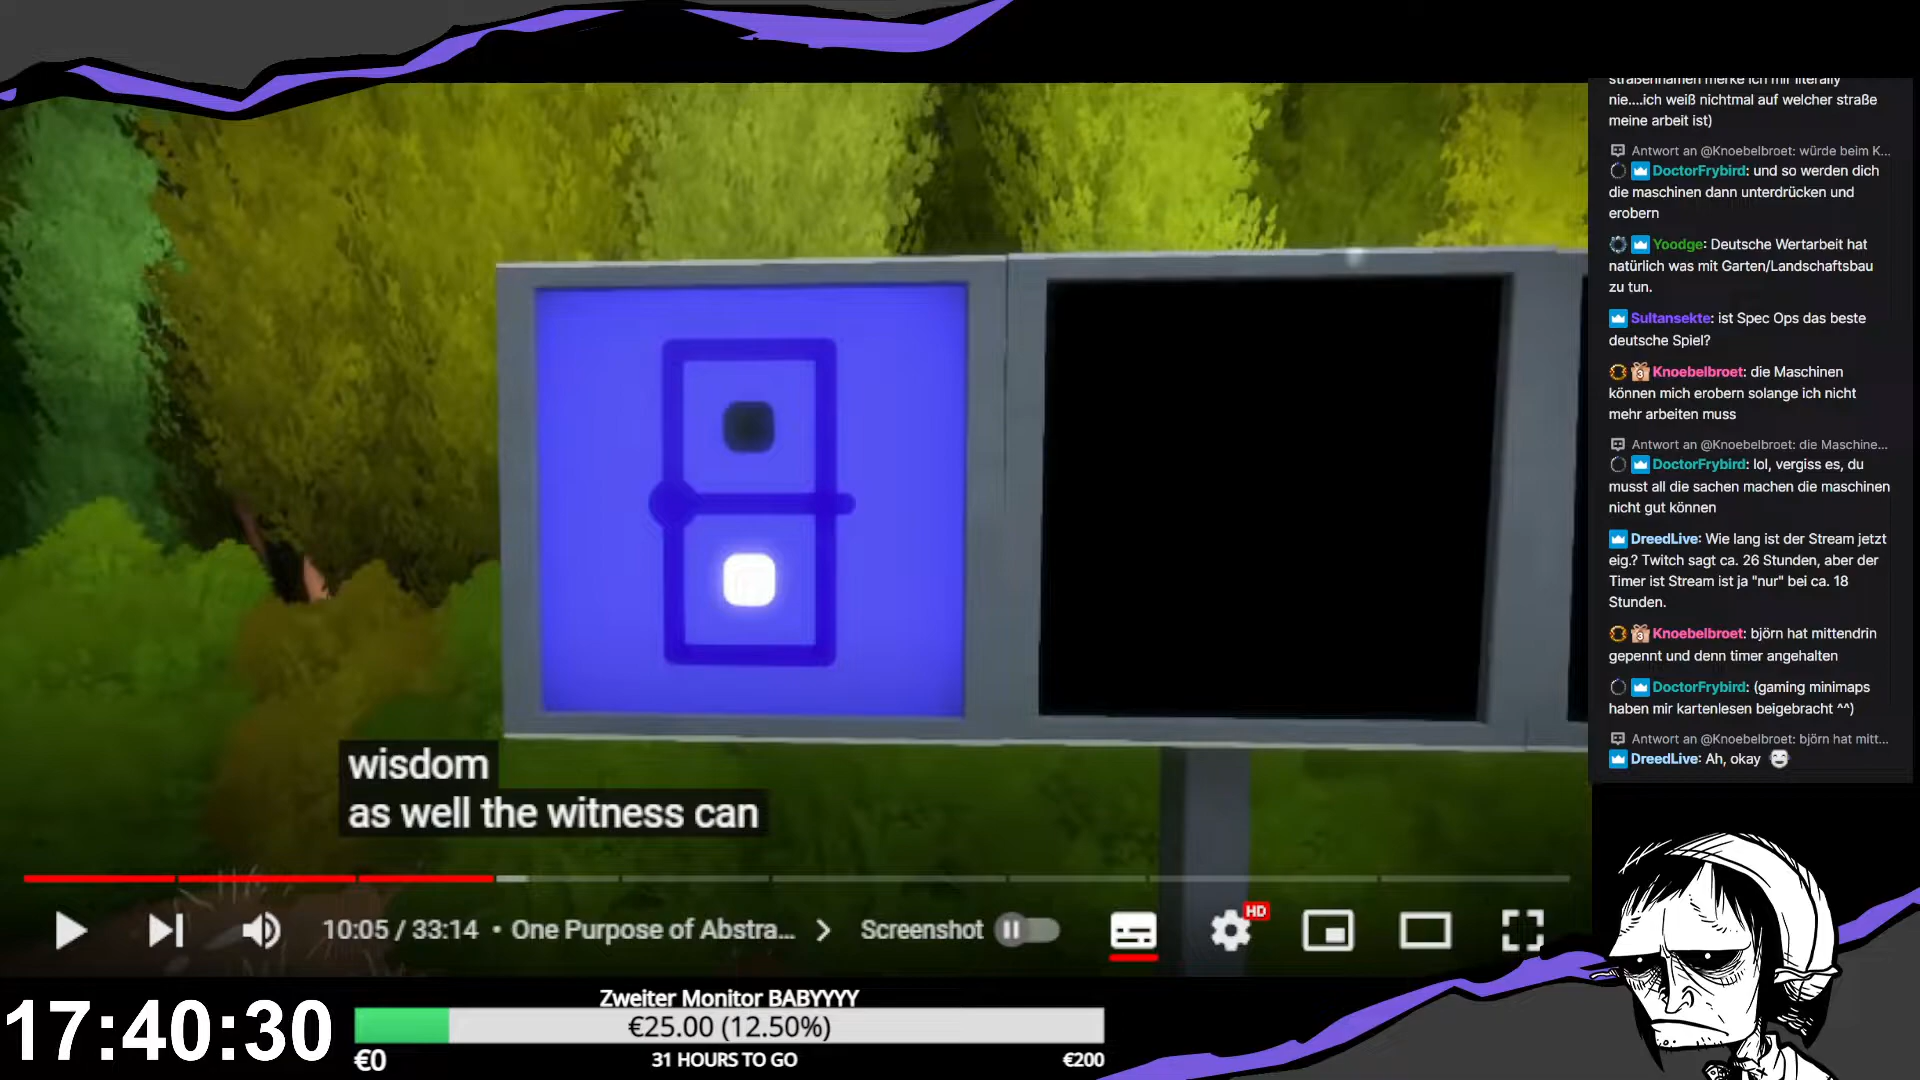 straßennamen merke ich mir literally
nie....ich weiß nichtmal auf welcher straße
meine arbeit ist)
Antwort an @Knoebelbroet: würde beim K...
DoctorFrybird: und so werden dich
die maschinen dann unterdrücken und
erobern
Yoodge: Deutsche Wertarbeit hat
natürlich was mit Garten/Landschaftsbau
zu tun.
Sultansekte: ist Spec Ops das beste
deutsche Spiel?
3 Knoebelbroet: die Maschinen
können mich erobern solange ich nicht
mehr arbeiten muss
Antwort an @Knoebelbroet: die Maschine...
DoctorFrybird: lol, vergiss es, du
musst all die sachen machen die maschinen
nicht gut können
DreedLive: Wie lang ist der Stream jetzt
eig.? Twitch sagt ca. 26 Stunden, aber der
Timer ist Stream ist ja "nur" bei ca. 18
Stunden.
3 Knoebelbroet: björn hat mittendrin
gepennt und denn timer angehalten
DoctorFrybird: (gaming minimaps
haben mir kartenlesen beigebracht ^^)
Antwort an @Knoebelbroet: björn hat mitt...
DreedLive: Ah, okay
wisdom
as well the witness can
10:05 / 33:14 • One Purpose of Abstra...
Screenshot
HD
17:40:30
Zweiter Monitor BABYYYY
€25.00 (12.50%)
€0
31 HOURS TO GO
€200